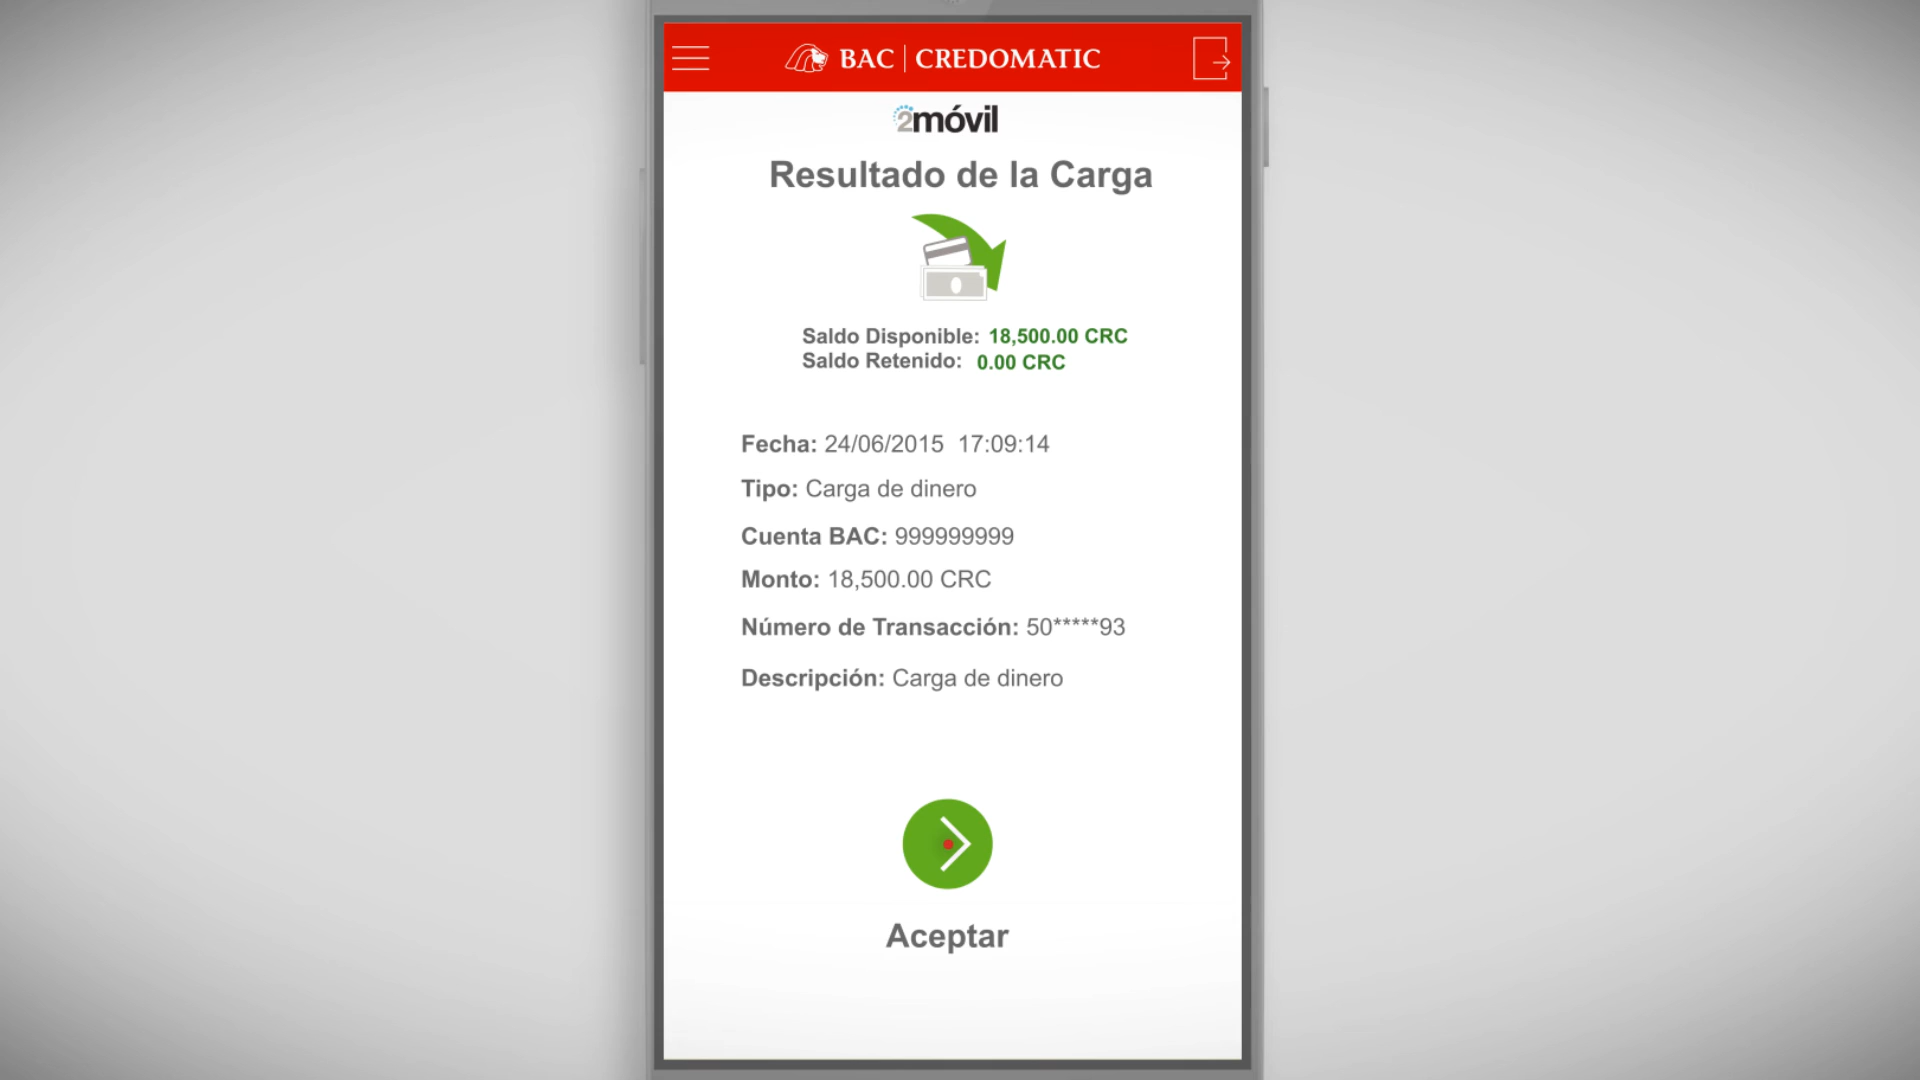 BAC | CREDOMATIC
2móvil
Resultado de la Carga
Saldo Disponible: 18,500.00 CRC
Saldo Retenido: 0.00 CRC
Fecha: 24/06/2015 17:09:14
Tipo: Carga de dinero
Cuenta BAC: 999999999
Monto: 18,500.00 CRC
Número de Transacción: 50*****93
Descripción: Carga de dinero
Aceptar